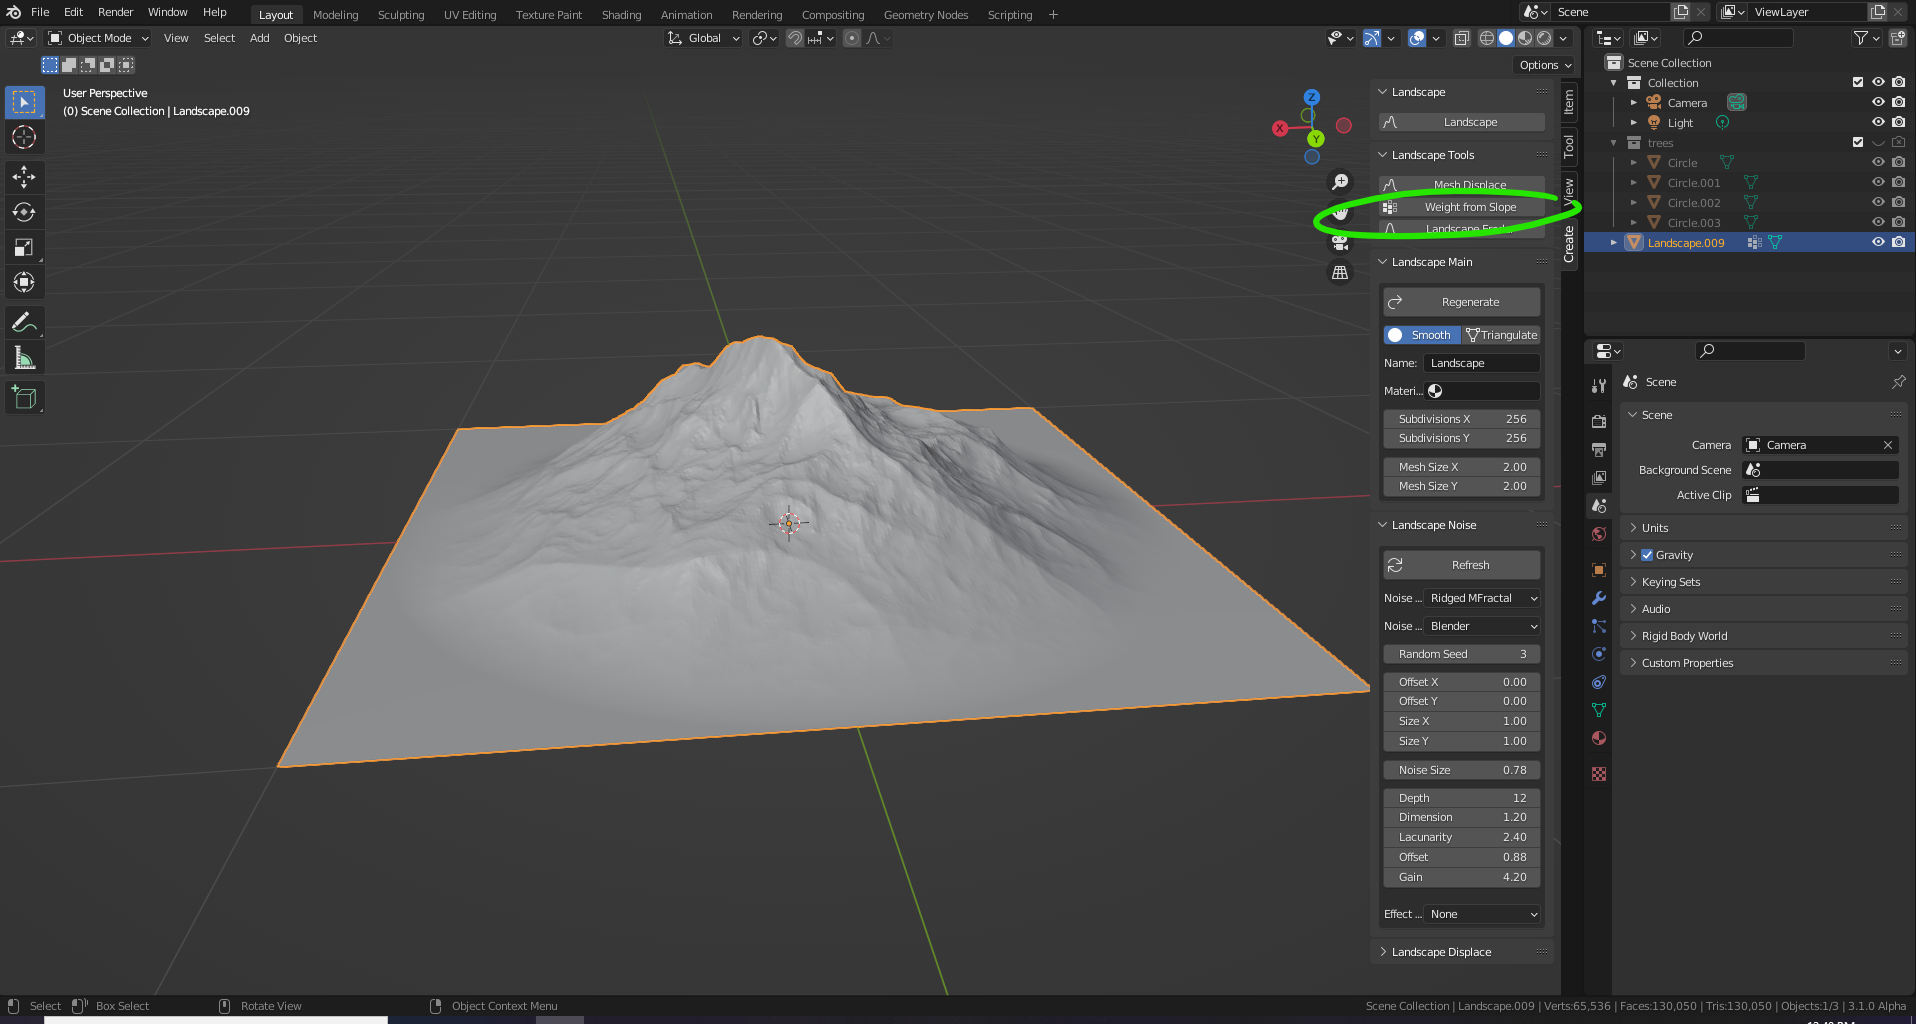 File Edit Render Window Help Layout Modeling Sculpting UV Editing Texture Paint Shading Animation Rendering Compositing Geometry Nodes Scripting + Scene ViewLayer
Object Mode View Select Add Object Global
Options
User Perspective
(0) Scene Collection | Landscape.009
Z
X
Y
Item
Tool
View
Create
Landscape
Landscape
Landscape Tools
Mesh Displace
Weight from Slope
Landscape
Landscape Main
Regenerate
Smooth Triangulate
Name: Landscape
Materi...
Subdivisions X 256
Subdivisions Y 256
Mesh Size X 2.00
Mesh Size Y 2.00
Landscape Noise
Refresh
Noise ... Ridged MFractal
Noise ... Blender
Random Seed 3
Offset X 0.00
Offset Y 0.00
Size X 1.00
Size Y 1.00
Noise Size 0.78
Depth 12
Dimension 1.20
Lacunarity 2.40
Offset 0.88
Gain 4.20
Effect ... None
Landscape Displace
Scene Collection
Collection
Camera
Light
trees
Circle
Circle.001
Circle.002
Circle.003
Landscape.009
Scene
Scene
Camera Camera
Background Scene
Active Clip
Units
Gravity
Keying Sets
Audio
Rigid Body World
Custom Properties
Select Box Select Rotate View Object Context Menu
Scene Collection | Landscape.009 | Verts:65,536 | Faces:130,050 | Tris:130,050 | Objects:1/3 | 3.1.0 Alpha